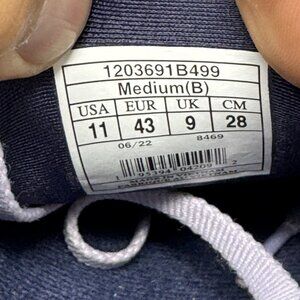 1203691B499
Medium(B)
USA EUR UK CM
11 43 9 28
06/22 8469